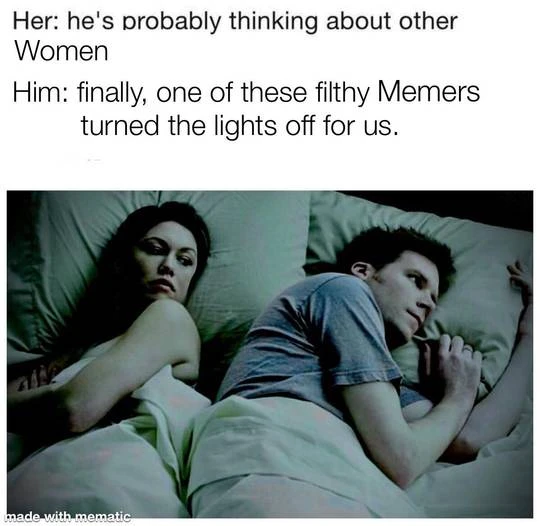 Her: he's probably thinking about other
Women
Him: finally, one of these filthy Memers
turned the lights off for us.
made with mematic